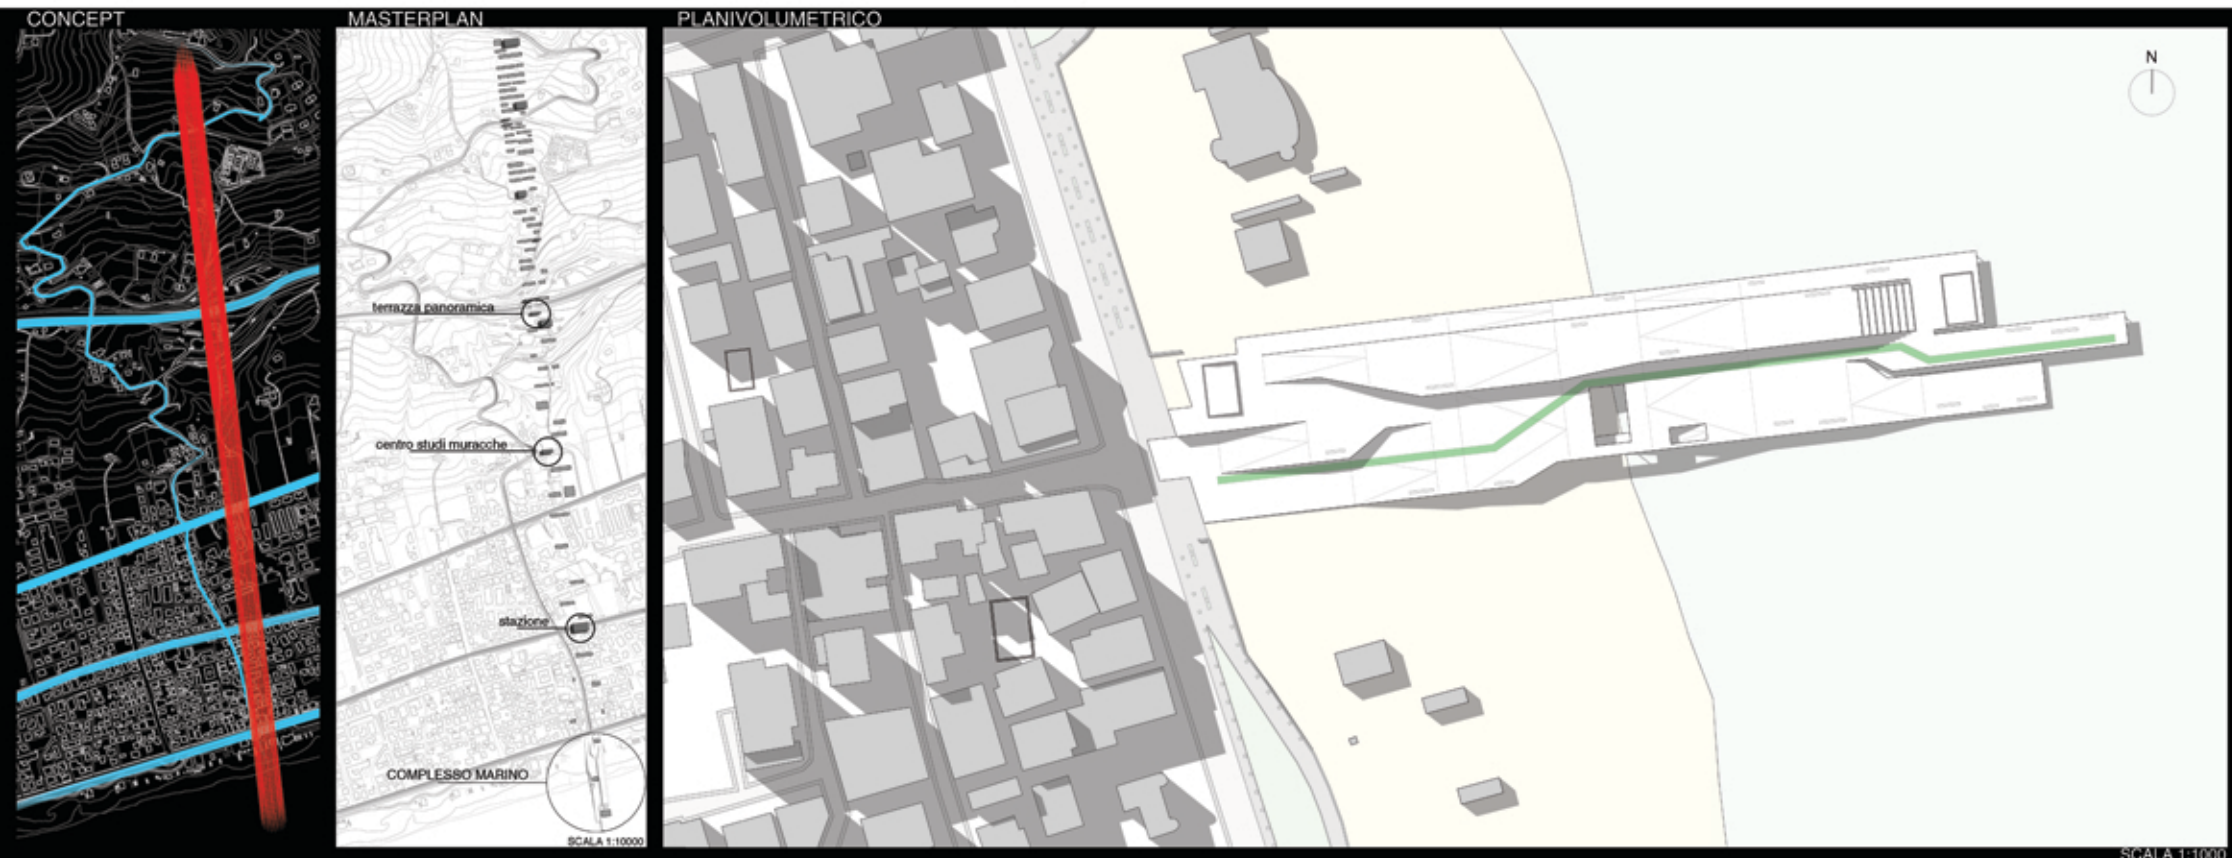 CONCEPT
MASTERPLAN
PLANIVOLUMETRICO
N
terrazza panoramica
centro studi muracche
stazione
COMPLESSO MARINO
SCALA 1:10000
SCALA 1:1000